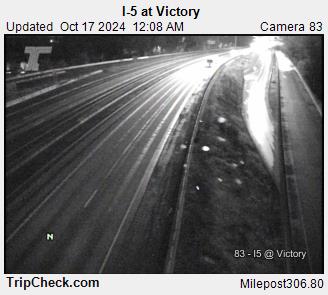 I-5 at Victory
Updated Oct 17 2024 12:08 AM Camera 83
T
N
83 - I5 @ Victory
TripCheck.com Milepost306.80